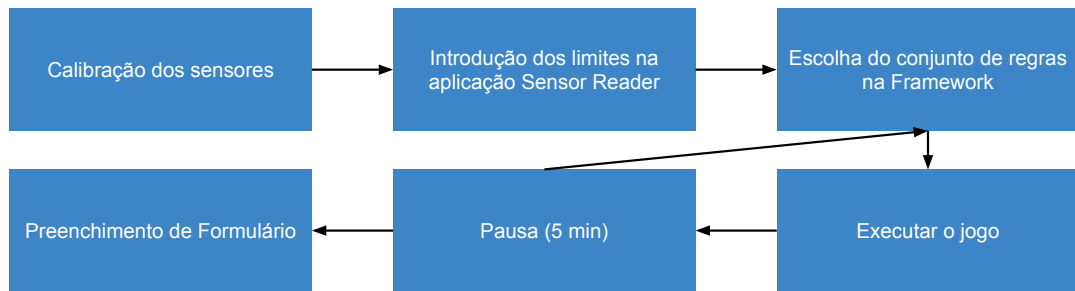 Calibração dos sensores
Introdução dos limites na
aplicação Sensor Reader
Escolha do conjunto de regras
na Framework
Preenchimento de Formulário
Pausa (5 min)
Executar o jogo